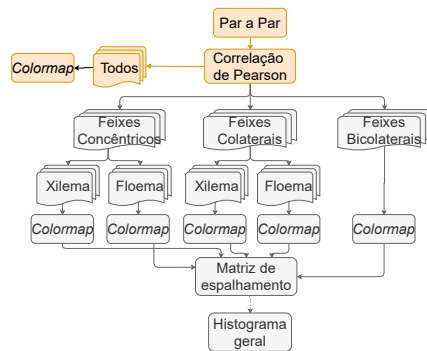 Par a Par
Correlação
de Pearson
Todos
Colormap
Feixes
Concêntricos
Feixes
Colaterais
Feixes
Bicolaterais
Xilema
Floema
Xilema
Floema
Colormap
Colormap
Colormap
Colormap
Colormap
Matriz de
espalhamento
Histograma
geral